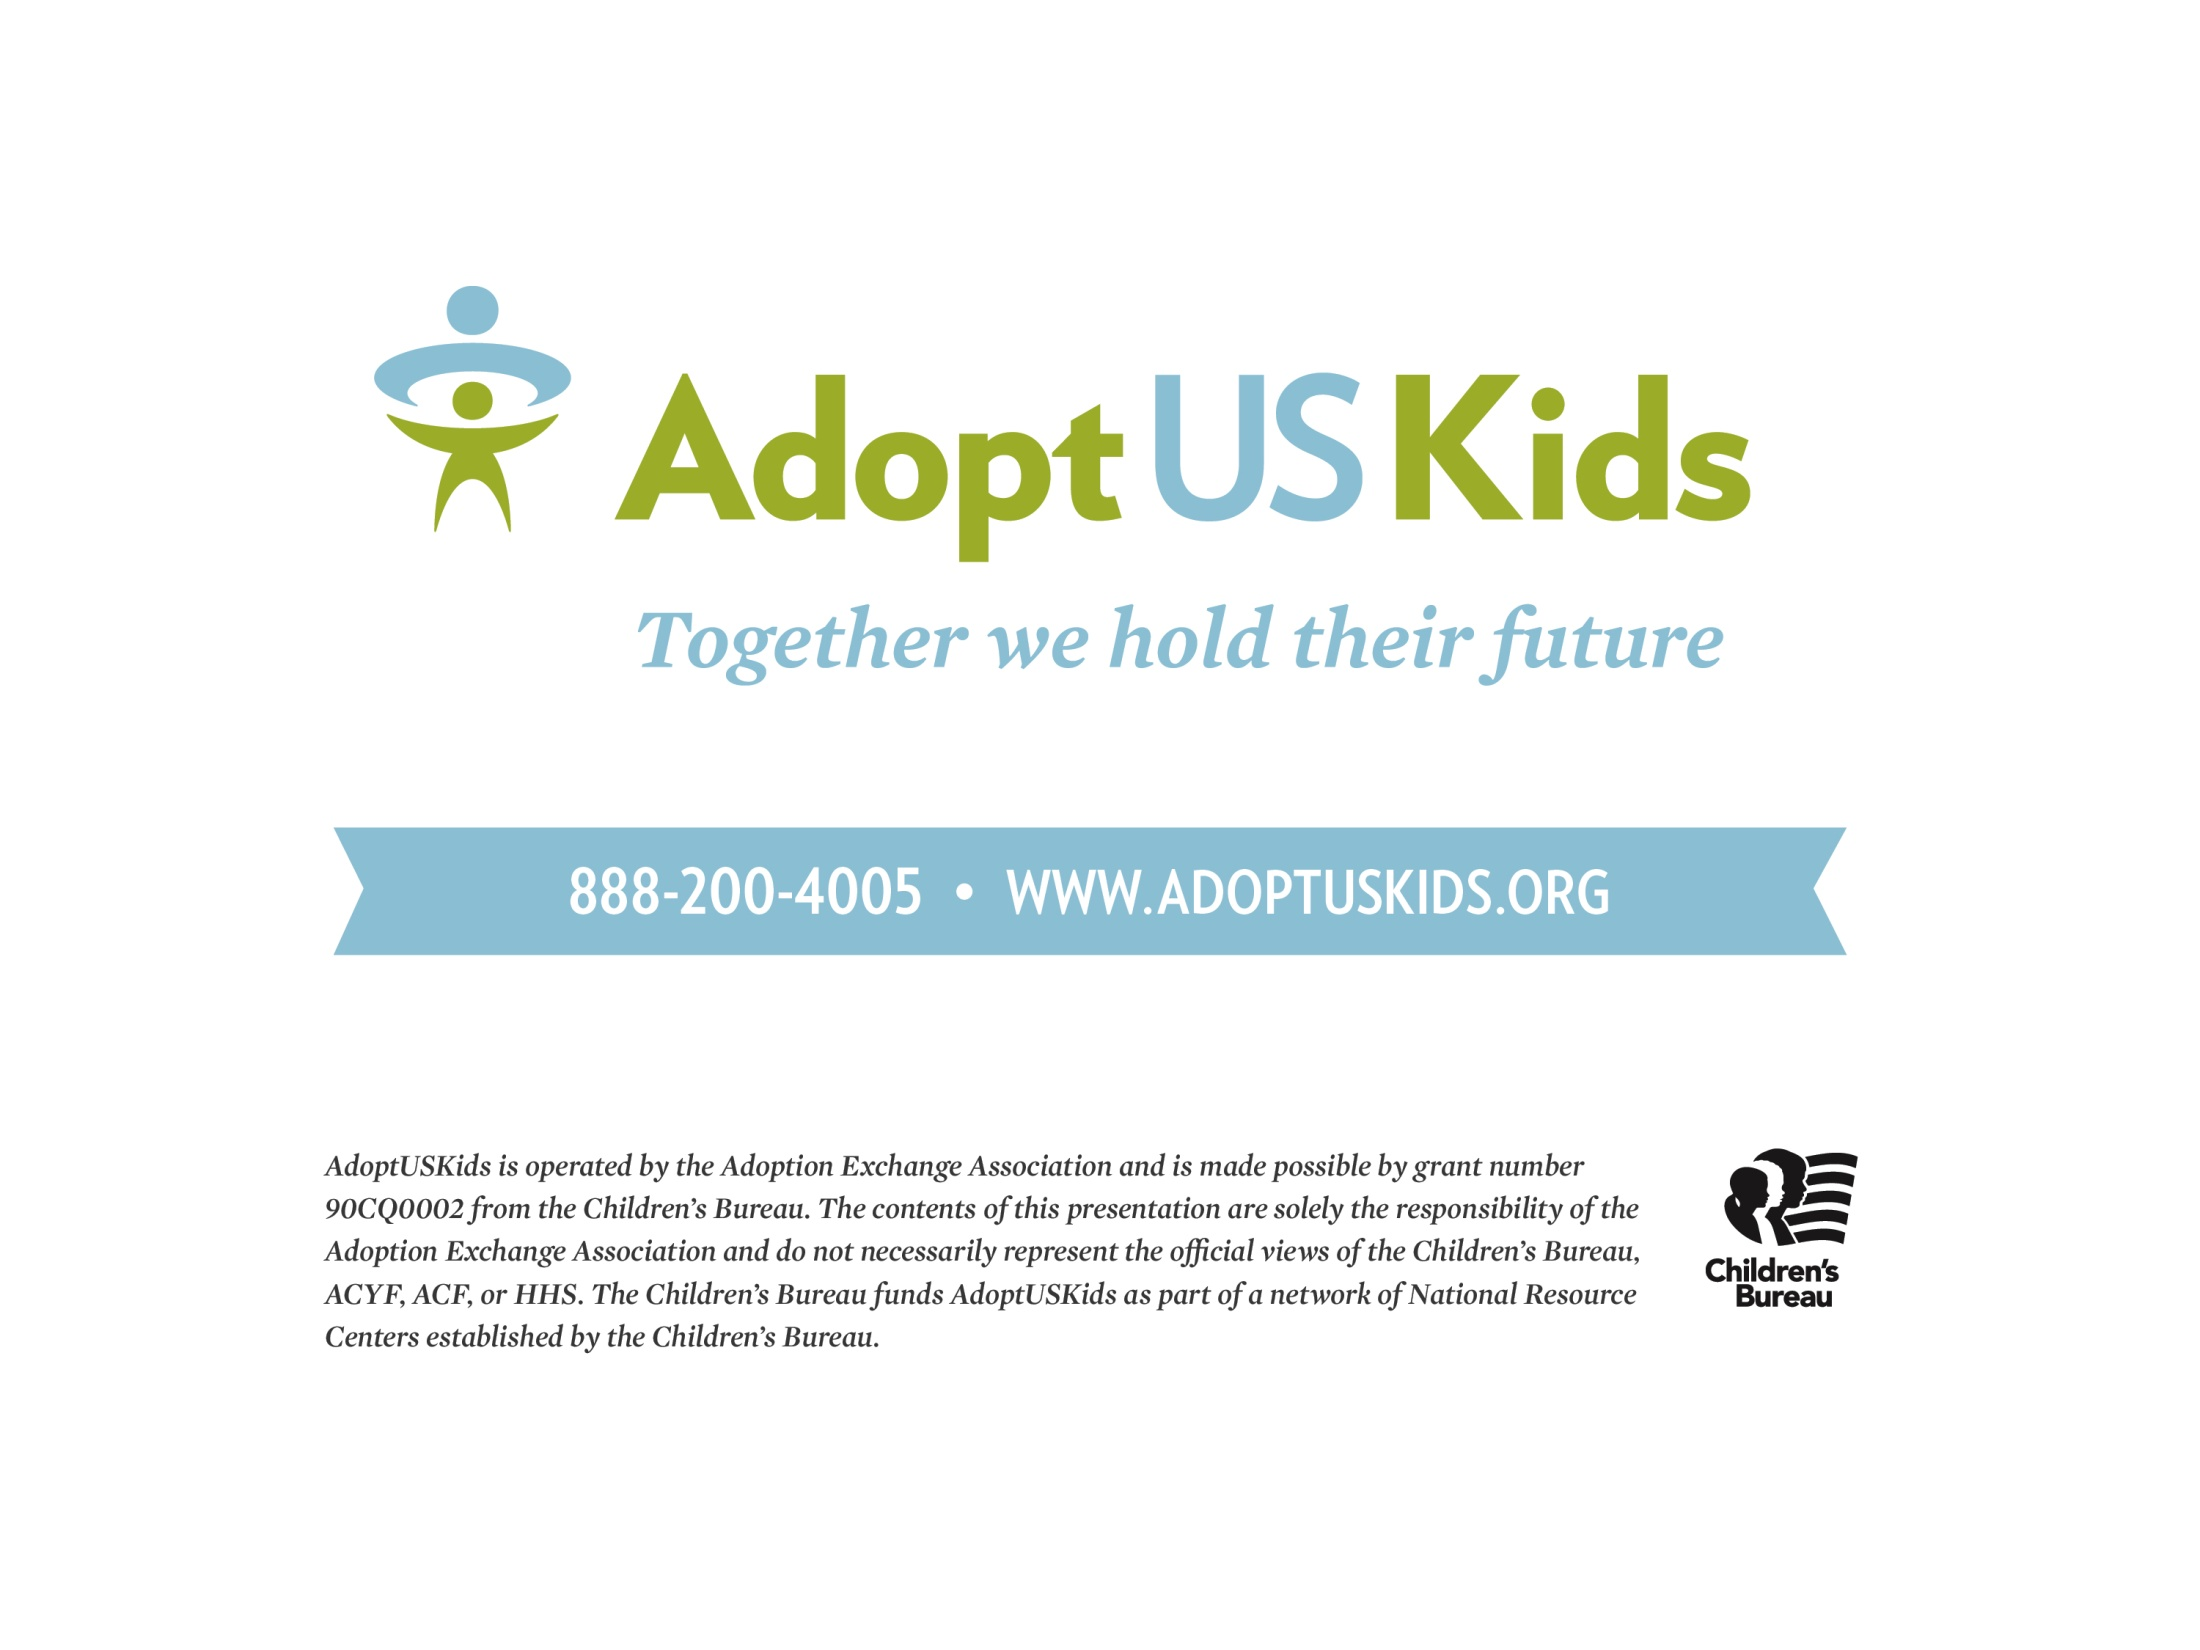 AdoptUSKids
Together we hold their future
888-200-4005 • WWW.ADOPTUSKIDS.ORG
AdoptUSKids is operated by the Adoption Exchange Association and is made possible by grant number
90CQ0002 from the Children’s Bureau. The contents of this presentation are solely the responsibility of the
Adoption Exchange Association and do not necessarily represent the official views of the Children’s Bureau,
ACYF, ACF, or HHS. The Children’s Bureau funds AdoptUSKids as part of a network of National Resource
Centers established by the Children’s Bureau.
Children’s
Bureau